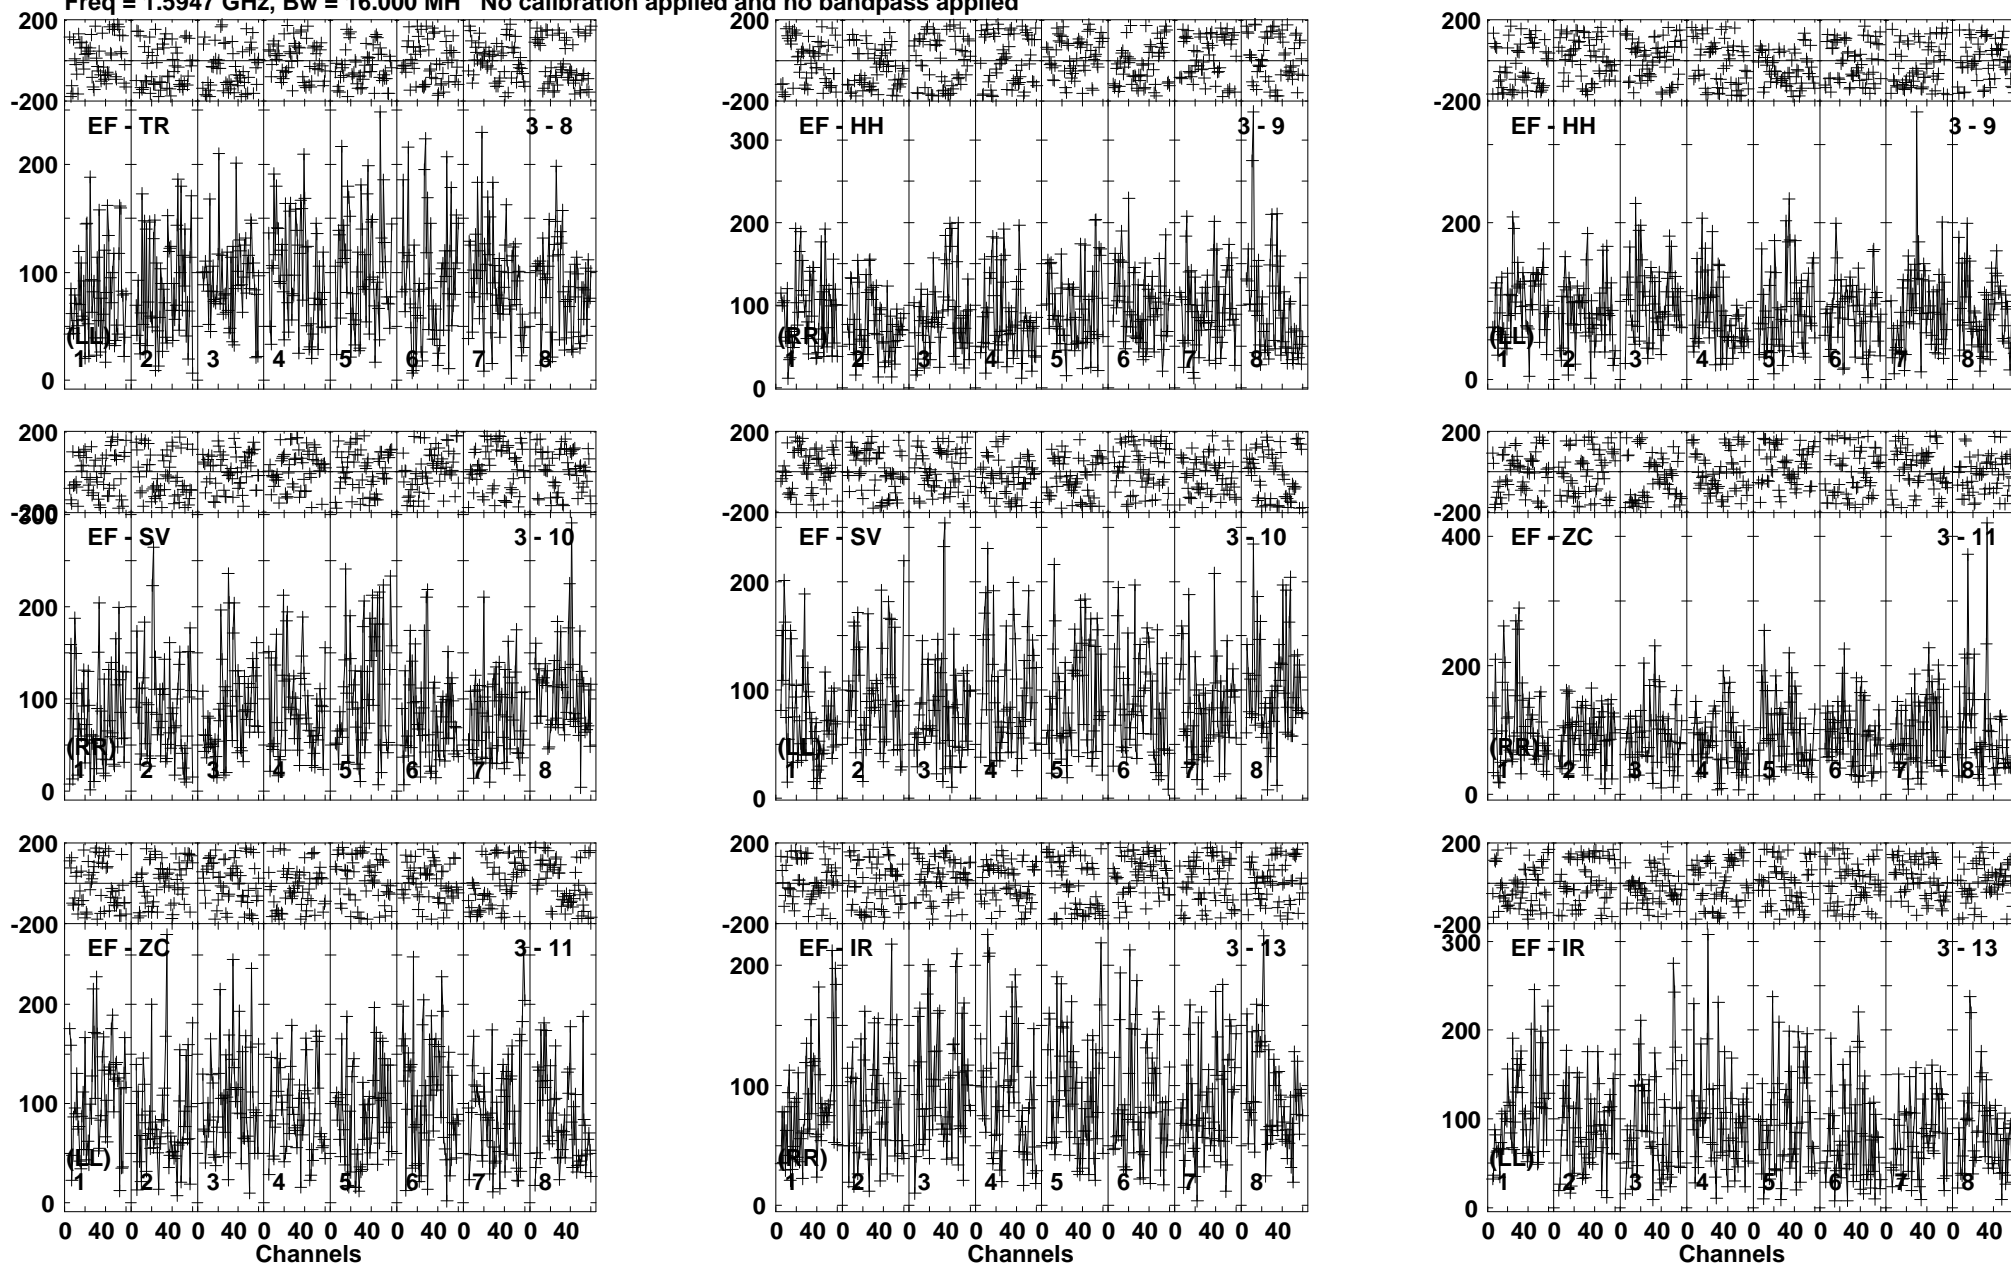 Freq = 1.5947 GHz, Bw = 16.000 MH No calibration applied and no bandpass applied
200 200 200
-200 -200 -200
EF - TR 3 - 8 EF - HH 3 - 9 EF - HH 3 - 9
200 100 0 300 200 100 0 200 0
(LL) (RR) (LL)
1 2 3 4 5 6 7 8 1 2 3 4 5 6 7 8 1 2 3 4 5 6 7 8
200 200 200
-200 -200 -200
EF - SV 3 - 10 EF - SV 3 - 10 EF - ZC 3 - 11
300 200 100 0 200 100 0 400 200 0
(RR) (LL) (RR)
1 2 3 4 5 6 7 8 1 2 3 4 5 6 7 8 1 2 3 4 5 6 7 8
200 200 200
-200 -200 -200
EF - ZC 3 - 11 EF - IR 3 - 13 EF - IR 3 - 13
200 100 0 200 100 0 300 200 100 0
(LL) (RR) (LL)
1 2 3 4 5 6 7 8 1 2 3 4 5 6 7 8 1 2 3 4 5 6 7 8
0 40 0 40 0 40 0 40 0 40 0 40 0 40 0 40 0 40 0 40 0 40 0 40 0 40 0 40 0 40 0 40 0 40 0 40 0 40 0 40 0 40 0 40 0 40 0 40
Channels Channels Channels